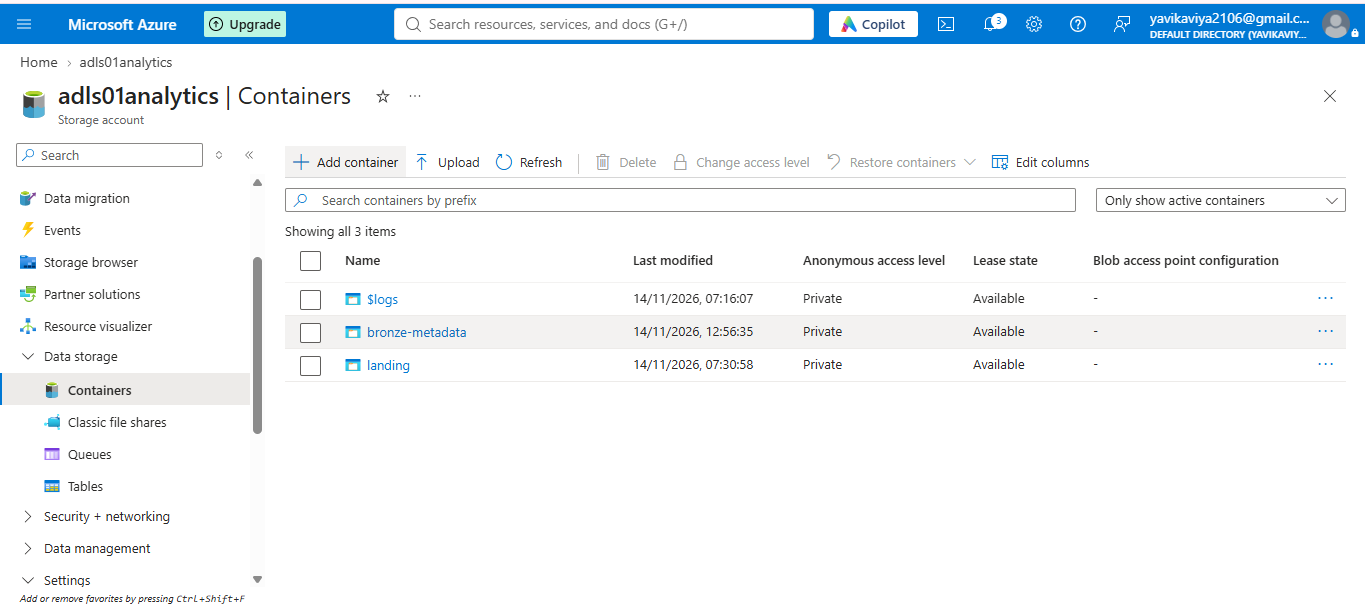 Microsoft Azure
Upgrade
Search resources, services, and docs (G+/)
Copilot
3
yavikaviya2106@gmail.c...
DEFAULT DIRECTORY (YAVIKAVIY...
Home > adls01analytics
adls01analytics | Containers
Storage account
Search
Data migration
Events
Storage browser
Partner solutions
Resource visualizer
Data storage
Containers
Classic file shares
Queues
Tables
Security + networking
Data management
Settings
Add or remove favorites by pressing Ctrl+Shift+F
Add container Upload Refresh Delete Change access level Restore containers Edit columns
Search containers by prefix
Only show active containers
Showing all 3 items
Name Last modified Anonymous access level Lease state Blob access point configuration
$logs 14/11/2026, 07:16:07 Private Available -
bronze-metadata 14/11/2026, 12:56:35 Private Available -
landing 14/11/2026, 07:30:58 Private Available -